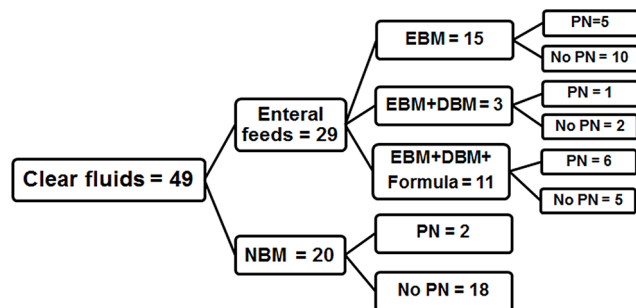 Clear fluids = 49
Enteral
feeds = 29
NBM = 20
EBM = 15
EBM+DBM = 3
EBM+DBM+
Formula = 11
PN = 2
No PN = 18
PN=5
No PN = 10
PN = 1
No PN = 2
PN = 6
No PN = 5